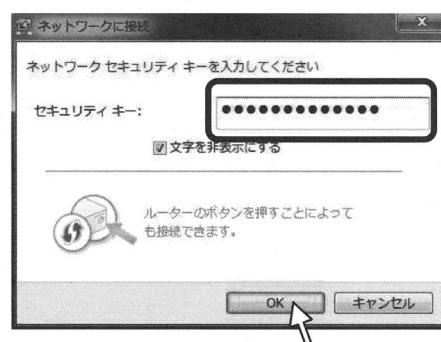 ネットワークに接続
ネットワーク セキュリティ キーを入力してください
セキュリティ キー:
●●●●●●●●●●●●●
文字を非表示にする
ルーターのボタンを押すことによって
も接続できます。
OK
キャンセル